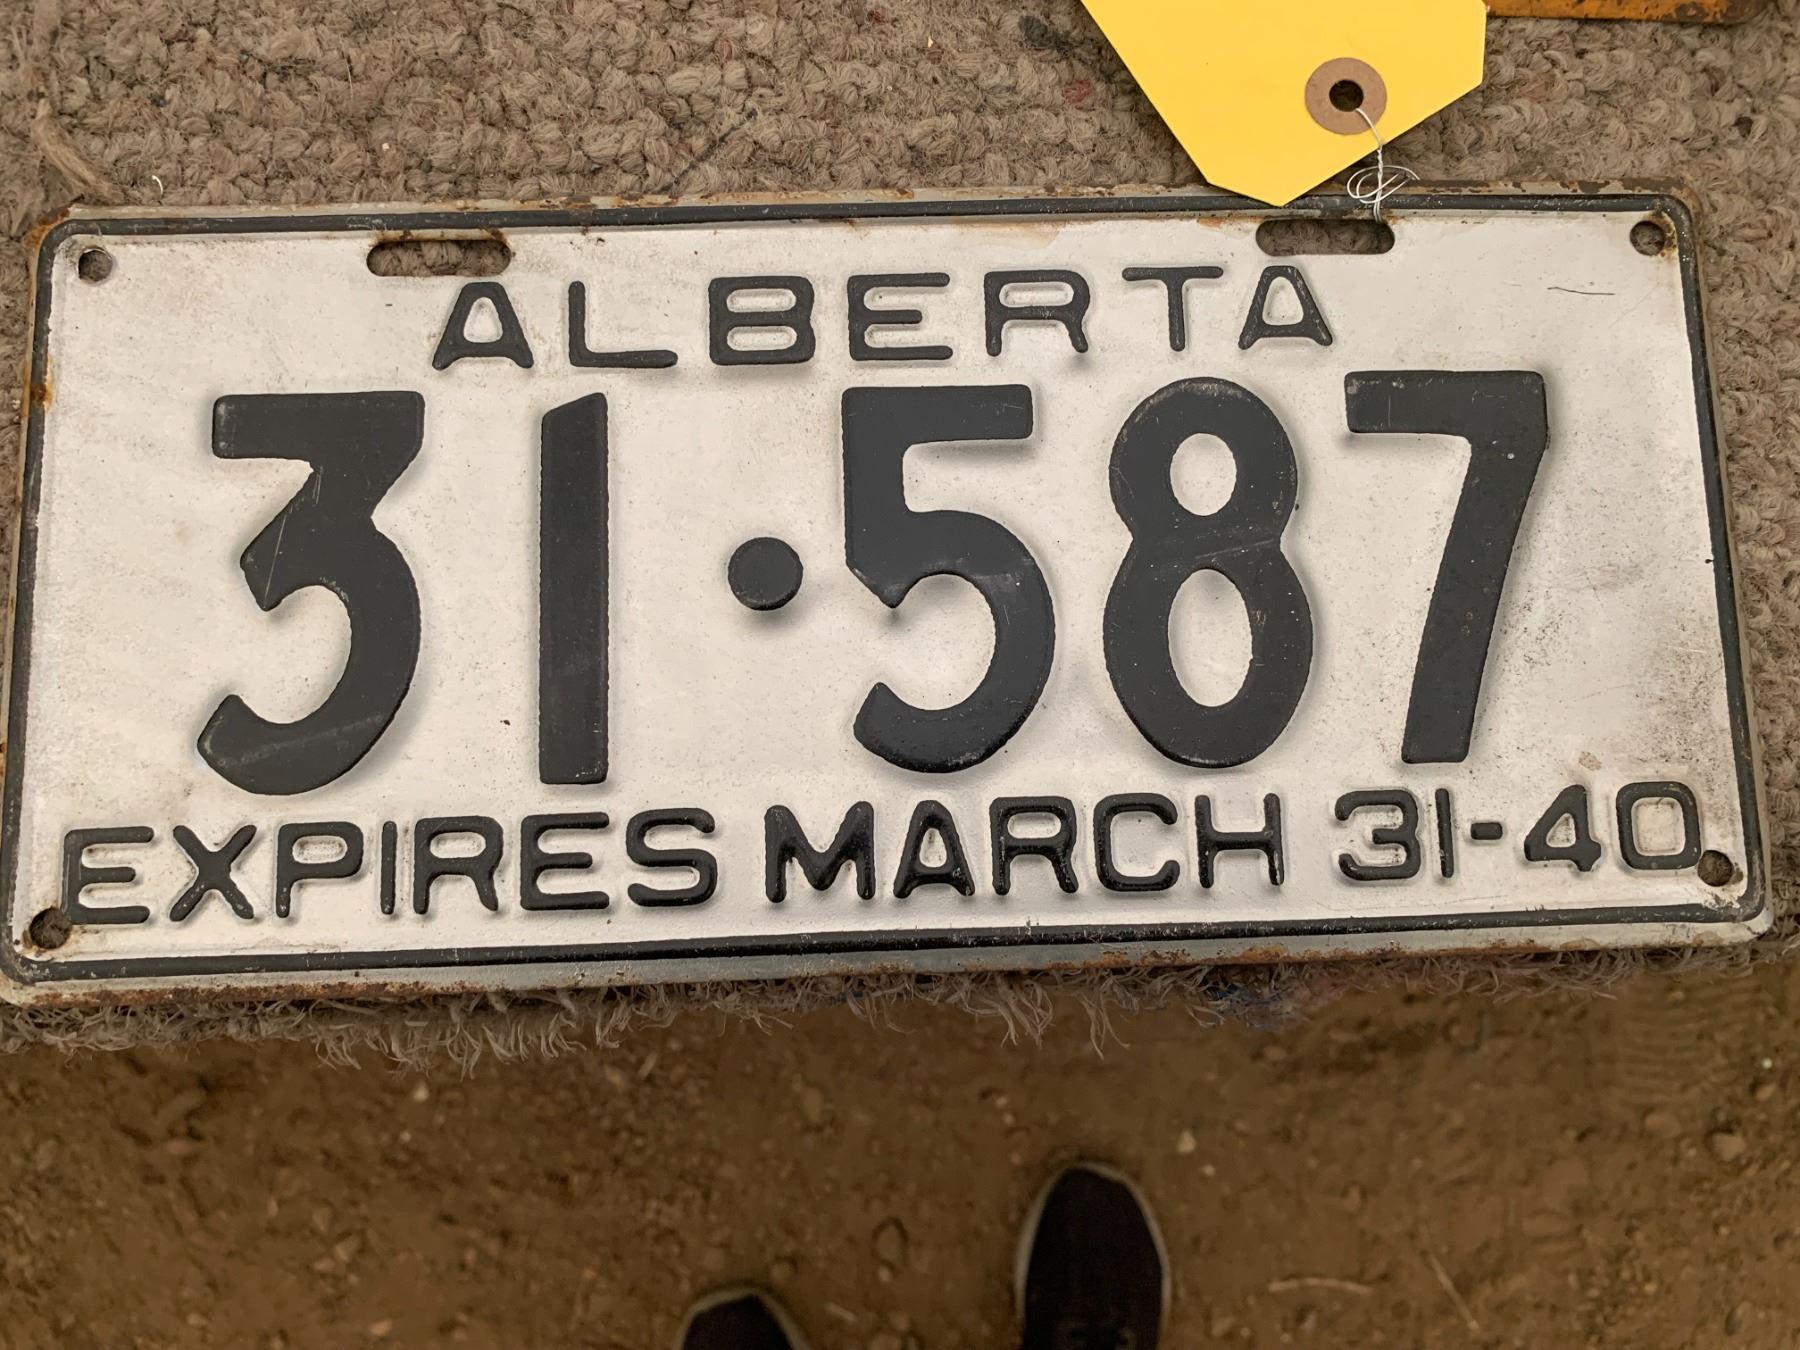 ALBERTA
31·587
EXPIRES MARCH 31-40